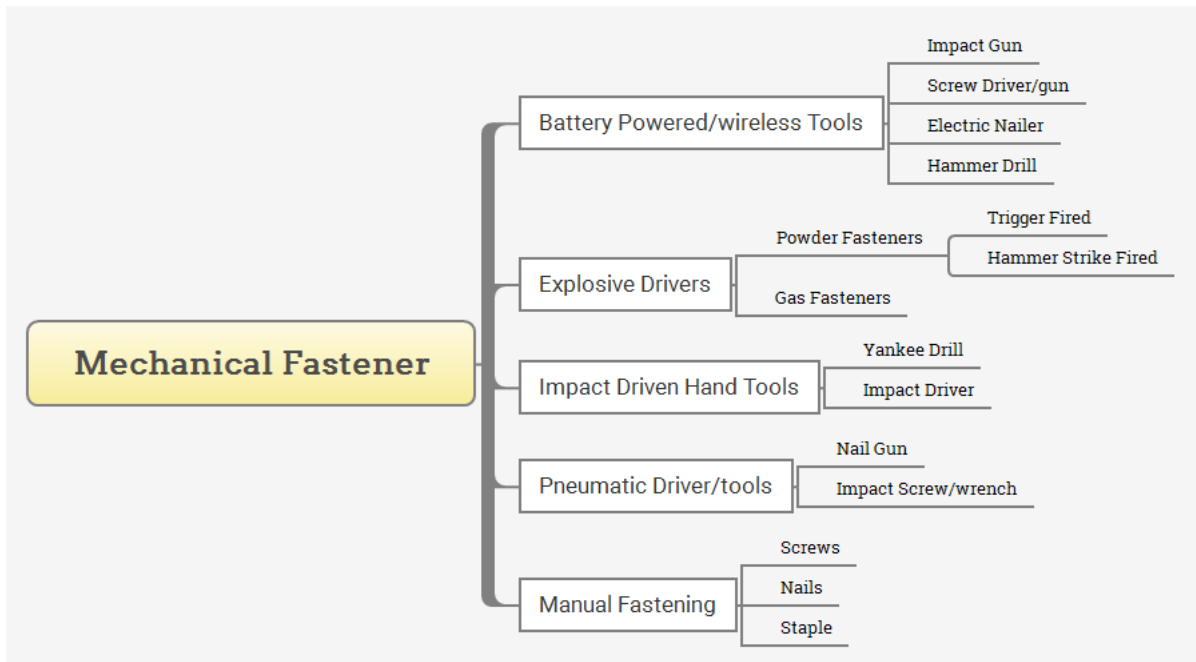 Mechanical Fastener
Battery Powered/wireless Tools
Impact Gun
Screw Driver/gun
Electric Nailer
Hammer Drill
Explosive Drivers
Powder Fasteners
Trigger Fired
Hammer Strike Fired
Gas Fasteners
Impact Driven Hand Tools
Yankee Drill
Impact Driver
Pneumatic Driver/tools
Nail Gun
Impact Screw/wrench
Manual Fastening
Screws
Nails
Staple